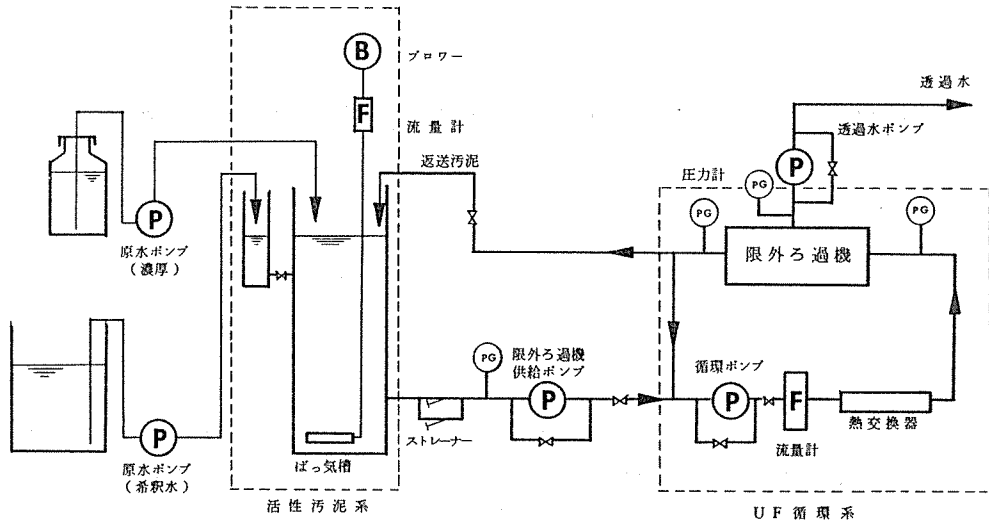 B
ブロワー
F
流量計
返送汚泥
P
原水ポンプ
(濃厚)
P
原水ポンプ
(希釈水)
ばっ気槽
活性汚泥系
ストレーナー
PG
限外ろ過機
供給ポンプ
P
透過水
透過水ポンプ
P
圧力計
PG
PG
PG
限外ろ過機
循環ポンプ
P
F
流量計
熱交換器
UF循環系